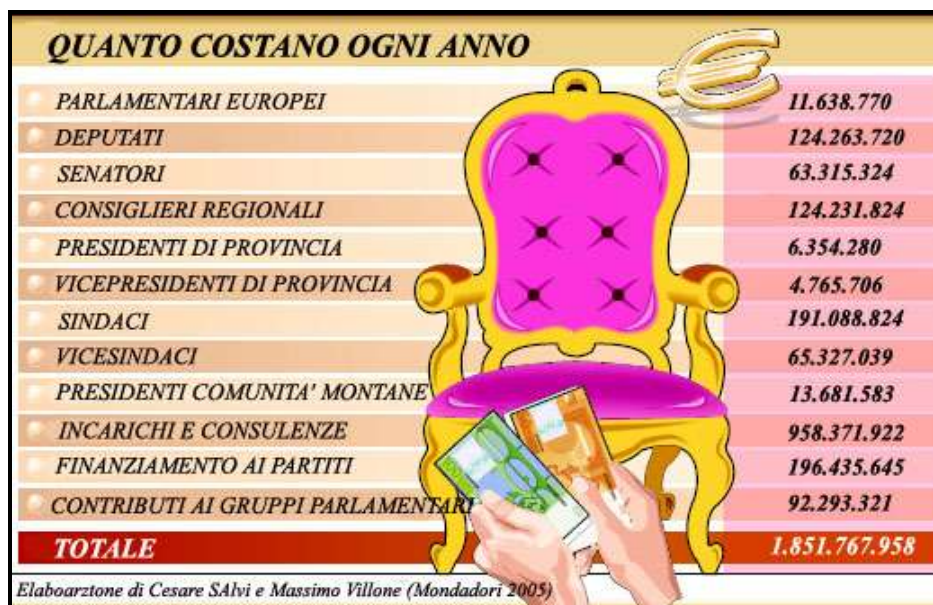 QUANTO COSTANO OGNI ANNO
PARLAMENTARI EUROPEI 11.638.770
DEPUTATI 124.263.720
SENATORI 63.315.324
CONSIGLIERI REGIONALI 124.231.824
PRESIDENTI DI PROVINCIA 6.354.280
VICEPRESIDENTI DI PROVINCIA 4.765.706
SINDACI 191.088.824
VICESINDACI 65.327.039
PRESIDENTI COMUNITA' MONTANE 13.681.583
INCARICHI E CONSULENZE 958.371.922
FINANZIAMENTO AI PARTITI 196.435.645
CONTRIBUTI AI GRUPPI PARLAMENTARI 92.293.321
TOTALE 1.851.767.958
Elaboarztone di Cesare SAlvi e Massimo Villone (Mondadori 2005)